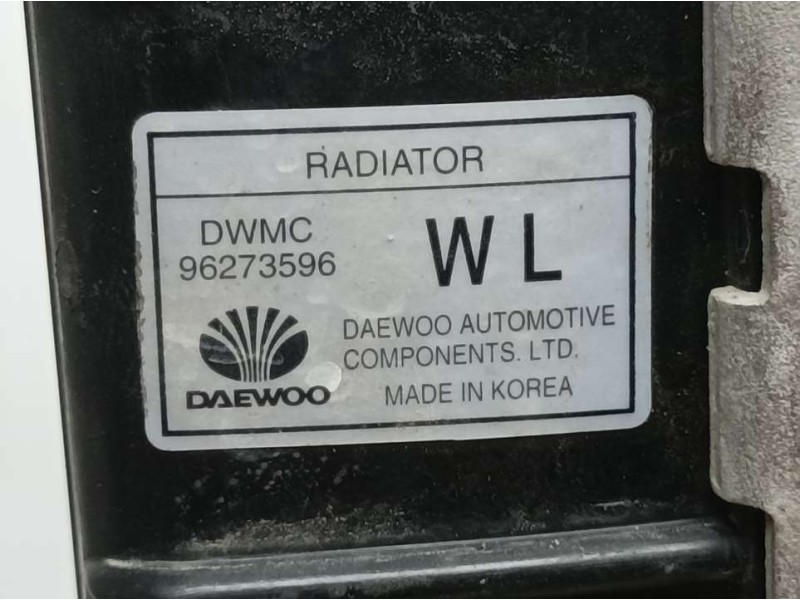 RADIATOR
DWMC
96273596
W L
DAEWOO
DAEWOO AUTOMOTIVE
COMPONENTS. LTD.
MADE IN KOREA